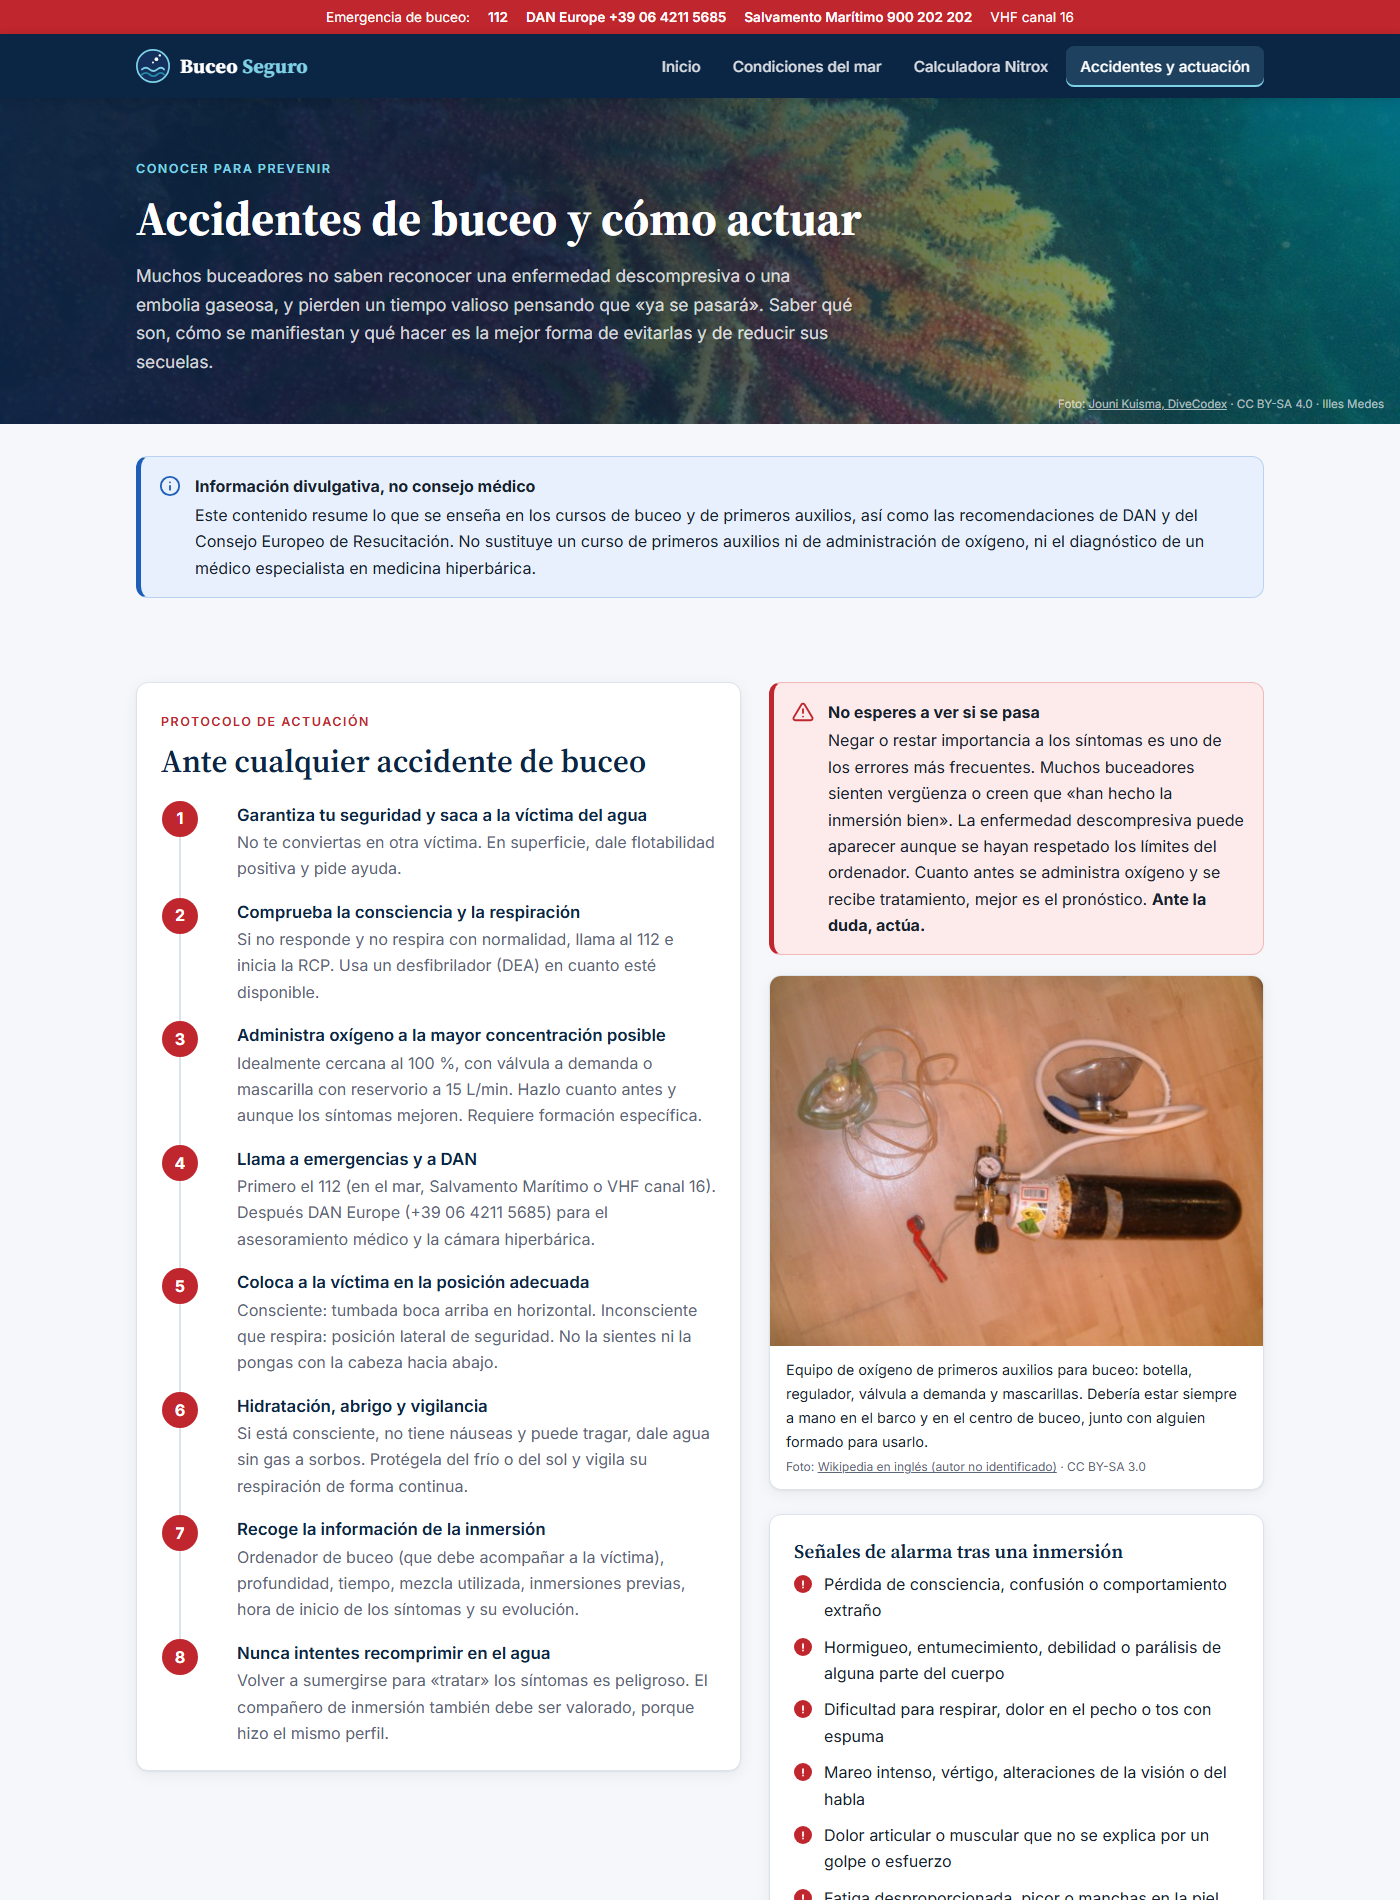 Emergencia de buceo: 112 DAN Europe +39 06 4211 5685 Salvamento Marítimo 900 202 202 VHF canal 16
Buceo Seguro
Inicio Condiciones del mar Calculadora Nitrox Accidentes y actuación
CONOCER PARA PREVENIR
Accidentes de buceo y cómo actuar
Muchos buceadores no saben reconocer una enfermedad descompresiva o una
embolia gaseosa, y pierden un tiempo valioso pensando que «ya se pasará». Saber qué
son, cómo se manifiestan y qué hacer es la mejor forma de evitarlas y de reducir sus
secuelas.
Foto: Jouni Kuisma, DiveCodex · CC BY-SA 4.0 · Illes Medes
Información divulgativa, no consejo médico
Este contenido resume lo que se enseña en los cursos de buceo y de primeros auxilios, así como las recomendaciones de DAN y del
Consejo Europeo de Resucitación. No sustituye un curso de primeros auxilios ni de administración de oxígeno, ni el diagnóstico de un
médico especialista en medicina hiperbárica.
PROTOCOLO DE ACTUACIÓN
Ante cualquier accidente de buceo
1 Garantiza tu seguridad y saca a la víctima del agua
No te conviertas en otra víctima. En superficie, dale flotabilidad
positiva y pide ayuda.
2 Comprueba la consciencia y la respiración
Si no responde y no respira con normalidad, llama al 112 e
inicia la RCP. Usa un desfibrilador (DEA) en cuanto esté
disponible.
3 Administra oxígeno a la mayor concentración posible
Idealmente cercana al 100 %, con válvula a demanda o
mascarilla con reservorio a 15 L/min. Hazlo cuanto antes y
aunque los síntomas mejoren. Requiere formación específica.
4 Llama a emergencias y a DAN
Primero el 112 (en el mar, Salvamento Marítimo o VHF canal 16).
Después DAN Europe (+39 06 4211 5685) para el
asesoramiento médico y la cámara hiperbárica.
5 Coloca a la víctima en la posición adecuada
Consciente: tumbada boca arriba en horizontal. Inconsciente
que respira: posición lateral de seguridad. No la sientes ni la
pongas con la cabeza hacia abajo.
6 Hidratación, abrigo y vigilancia
Si está consciente, no tiene náuseas y puede tragar, dale agua
sin gas a sorbos. Protégela del frío o del sol y vigila su
respiración de forma continua.
7 Recoge la información de la inmersión
Ordenador de buceo (que debe acompañar a la víctima),
profundidad, tiempo, mezcla utilizada, inmersiones previas,
hora de inicio de los síntomas y su evolución.
8 Nunca intentes recomprimir en el agua
Volver a sumergirse para «tratar» los síntomas es peligroso. El
compañero de inmersión también debe ser valorado, porque
hizo el mismo perfil.
No esperes a ver si se pasa
Negar o restar importancia a los síntomas es uno de
los errores más frecuentes. Muchos buceadores
sienten vergüenza o creen que «han hecho la
inmersión bien». La enfermedad descompresiva puede
aparecer aunque se hayan respetado los límites del
ordenador. Cuanto antes se administra oxígeno y se
recibe tratamiento, mejor es el pronóstico. Ante la
duda, actúa.
Equipo de oxígeno de primeros auxilios para buceo: botella,
regulador, válvula a demanda y mascarillas. Debería estar siempre
a mano en el barco y en el centro de buceo, junto con alguien
formado para usarlo.
Foto: Wikipedia en inglés (autor no identificado) · CC BY-SA 3.0
Señales de alarma tras una inmersión
Pérdida de consciencia, confusión o comportamiento
extraño
Hormigueo, entumecimiento, debilidad o parálisis de
alguna parte del cuerpo
Dificultad para respirar, dolor en el pecho o tos con
espuma
Mareo intenso, vértigo, alteraciones de la visión o del
habla
Dolor articular o muscular que no se explica por un
golpe o esfuerzo
Fatiga desproporcionada, picor o manchas en la piel